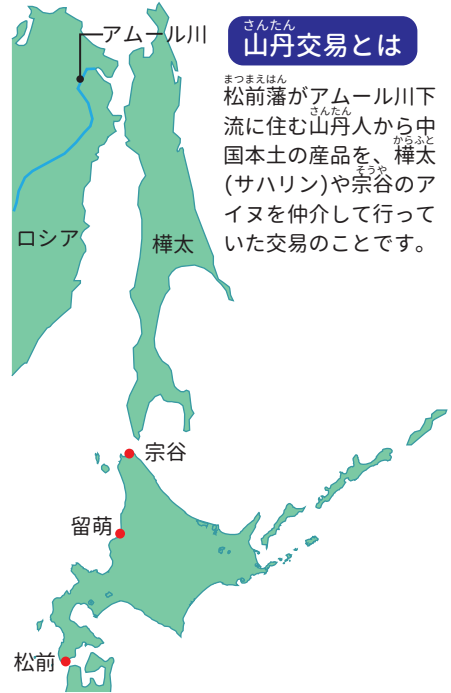 アムール川
さんたん
山丹交易とは
まつまえはん
松前藩がアムール川下
さんたん
流に住む山丹人から中
からふと
国本土の産品を、樺太
そうや
(サハリン)や宗谷のア
イヌを仲介して行って
いた交易のことです。
ロシア
樺太
宗谷
留萌
松前